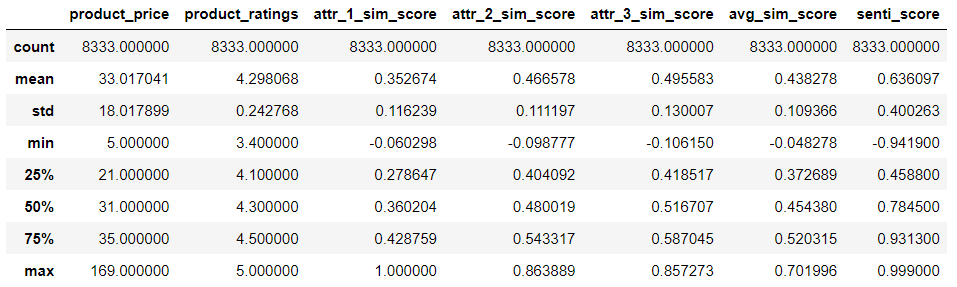 product_price product_ratings attr_1_sim_score attr_2_sim_score attr_3_sim_score avg_sim_score senti_score
count 8333.000000 8333.000000 8333.000000 8333.000000 8333.000000 8333.000000 8333.000000
mean 33.017041 4.298068 0.352674 0.466578 0.495583 0.438278 0.636097
std 18.017899 0.242768 0.116239 0.111197 0.130007 0.109366 0.400263
min 5.000000 3.400000 -0.060298 -0.098777 -0.106150 -0.048278 -0.941900
25% 21.000000 4.100000 0.278647 0.404092 0.418517 0.372689 0.458800
50% 31.000000 4.300000 0.360204 0.480019 0.516707 0.454380 0.784500
75% 35.000000 4.500000 0.428759 0.543317 0.587045 0.520315 0.931300
max 169.000000 5.000000 1.000000 0.863889 0.857273 0.701996 0.999000